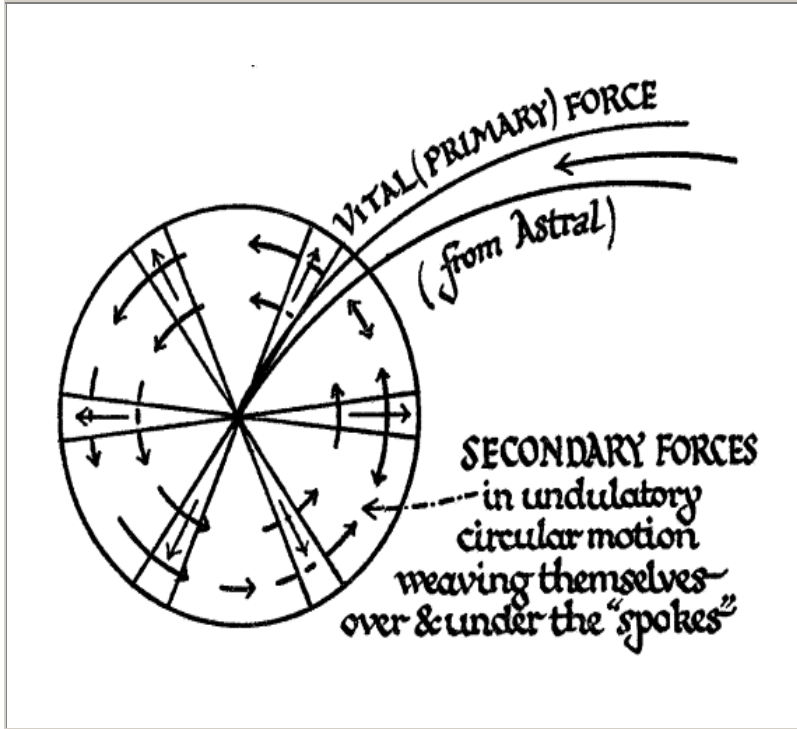 VITAL (PRIMARY) FORCE
(from Astral)
SECONDARY FORCES
in undulatory
circular motion
weaving themselves
over & under the "spokes"